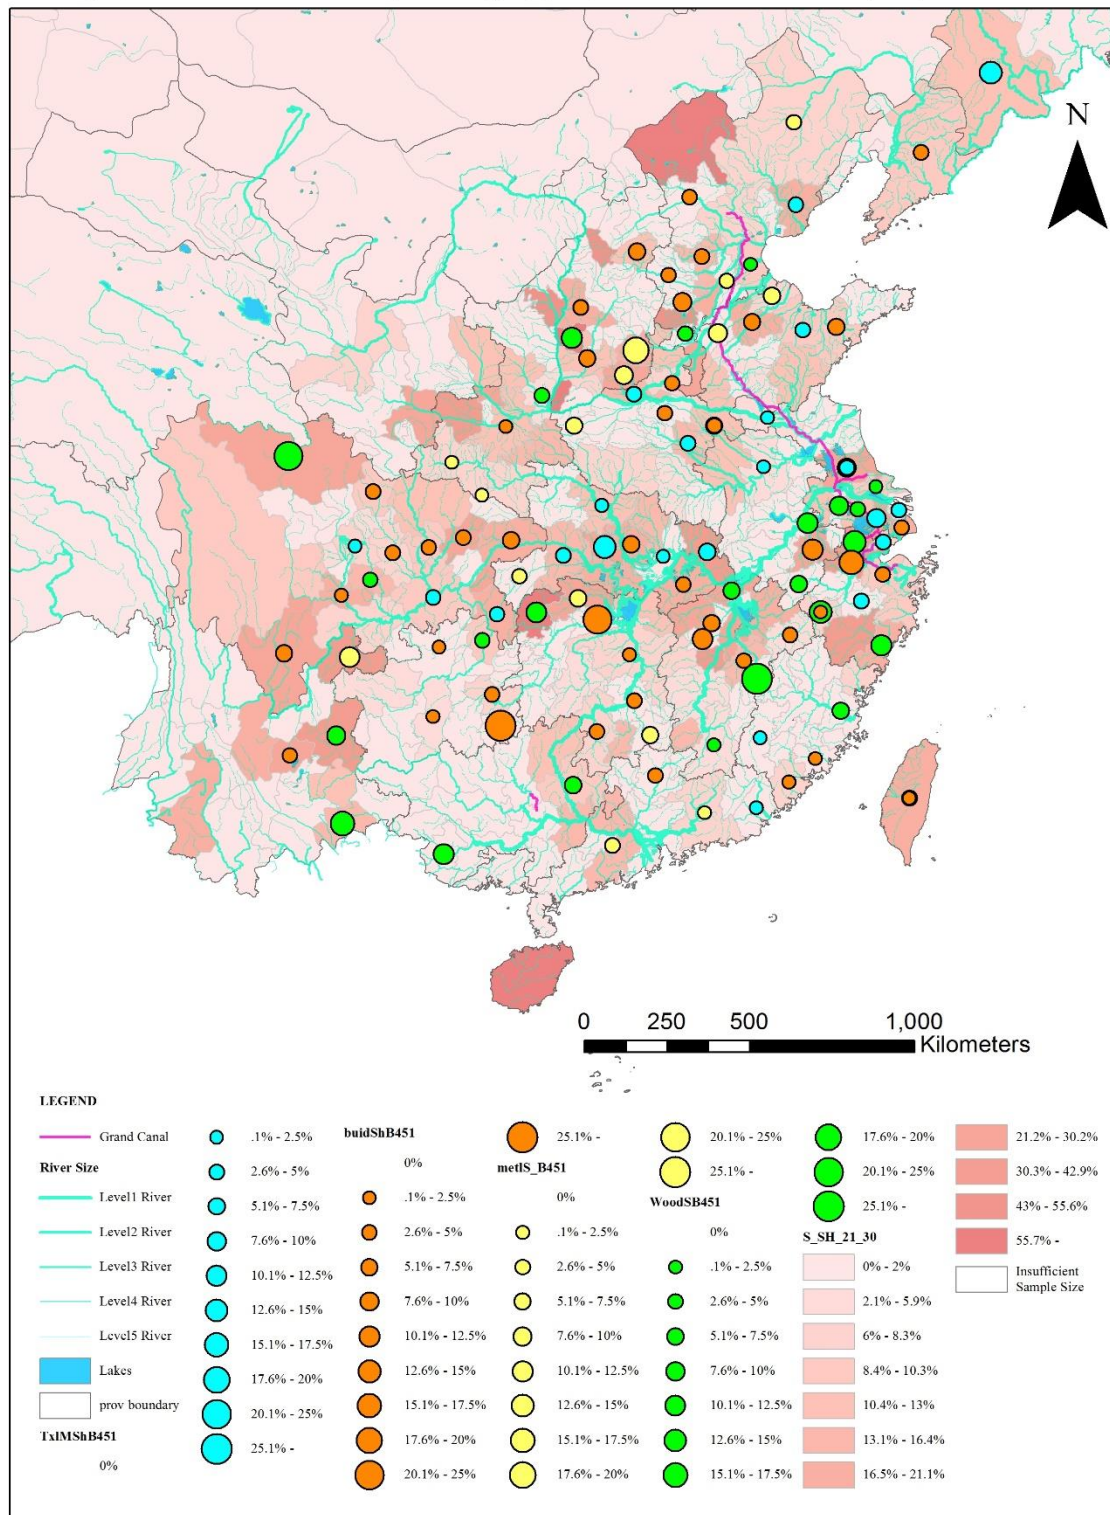 N
0 250 500 1,000
Kilometers
LEGEND
Grand Canal
River Size
Level1 River
Level2 River
Level3 River
Level4 River
Level5 River
Lakes
prov boundary
TxlMShB451
0%
.1% - 2.5%
2.6% - 5%
5.1% - 7.5%
7.6% - 10%
10.1% - 12.5%
12.6% - 15%
15.1% - 17.5%
17.6% - 20%
20.1% - 25%
25.1% -
buidShB451
0%
.1% - 2.5%
2.6% - 5%
5.1% - 7.5%
7.6% - 10%
10.1% - 12.5%
12.6% - 15%
15.1% - 17.5%
17.6% - 20%
20.1% - 25%
25.1% -
metlS_B451
0%
.1% - 2.5%
2.6% - 5%
5.1% - 7.5%
7.6% - 10%
10.1% - 12.5%
12.6% - 15%
15.1% - 17.5%
17.6% - 20%
20.1% - 25%
25.1% -
WoodSB451
0%
.1% - 2.5%
2.6% - 5%
5.1% - 7.5%
7.6% - 10%
10.1% - 12.5%
12.6% - 15%
15.1% - 17.5%
17.6% - 20%
20.1% - 25%
25.1% -
S_SH_21_30
0% - 2%
2.1% - 5.9%
6% - 8.3%
8.4% - 10.3%
10.4% - 13%
13.1% - 16.4%
16.5% - 21.1%
21.2% - 30.2%
30.3% - 42.9%
43% - 55.6%
55.7% -
Insufficient
Sample Size